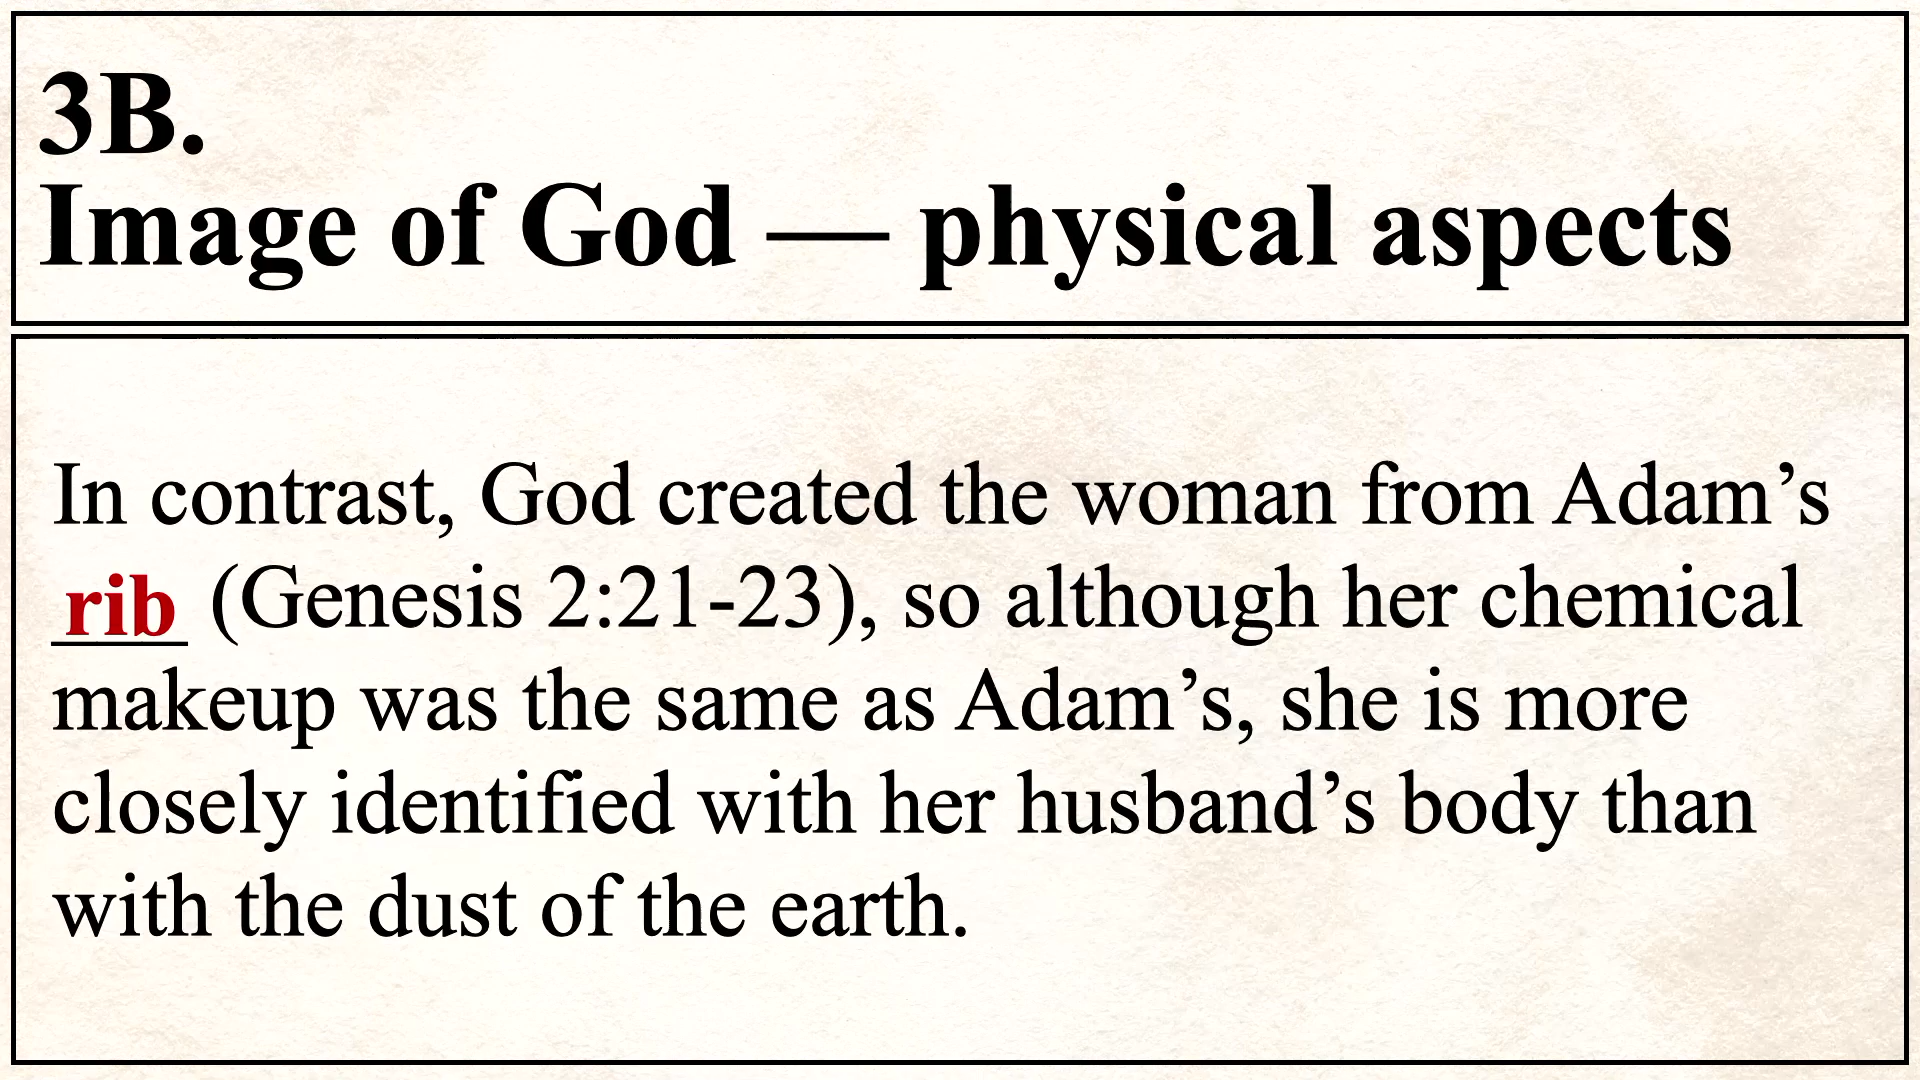 3B.
Image of God — physical aspects
In contrast, God created the woman from Adam’s
rib (Genesis 2:21-23), so although her chemical
makeup was the same as Adam’s, she is more
closely identified with her husband’s body than
with the dust of the earth.